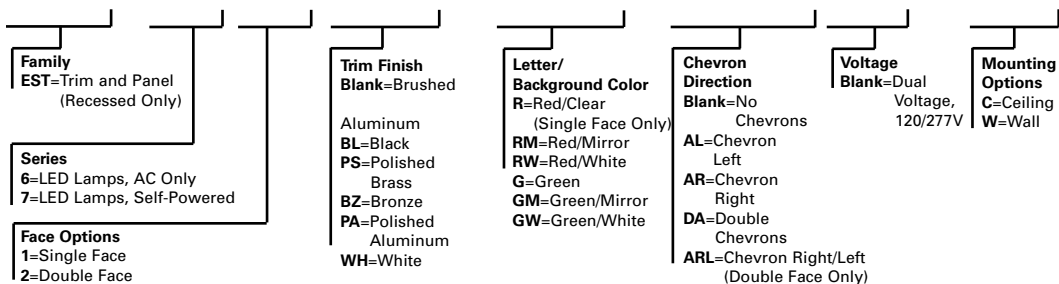 Family
EST=Trim and Panel
(Recessed Only)
Series
6=LED Lamps, AC Only
7=LED Lamps, Self-Powered
Face Options
1=Single Face
2=Double Face
Trim Finish
Blank=Brushed
Aluminum
BL=Black
PS=Polished
Brass
BZ=Bronze
PA=Polished
Aluminum
WH=White
Letter/
Background Color
R=Red/Clear
(Single Face Only)
RM=Red/Mirror
RW=Red/White
G=Green
GM=Green/Mirror
GW=Green/White
Chevron
Direction
Blank=No
Chevrons
AL=Chevron
Left
AR=Chevron
Right
DA=Double
Chevrons
ARL=Chevron Right/Left
(Double Face Only)
Voltage
Blank=Dual
Voltage,
120/277V
Mounting
Options
C=Ceiling
W=Wall